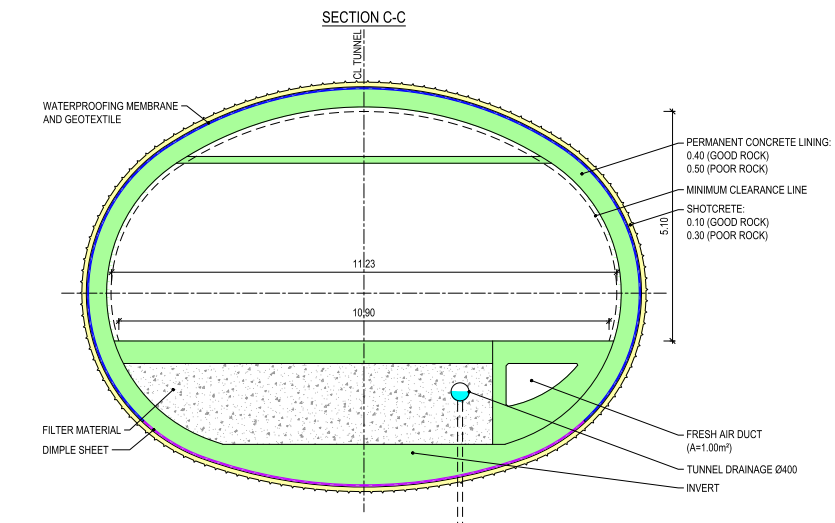 SECTION C-C
CL TUNNEL
WATERPROOFING MEMBRANE
AND GEOTEXTILE
PERMANENT CONCRETE LINING:
0.40 (GOOD ROCK)
0.50 (POOR ROCK)
MINIMUM CLEARANCE LINE
SHOTCRETE:
0.10 (GOOD ROCK)
0.30 (POOR ROCK)
5.10
11.23
10.90
FILTER MATERIAL
DIMPLE SHEET
FRESH AIR DUCT
(A=1.00m²)
TUNNEL DRAINAGE Ø400
INVERT